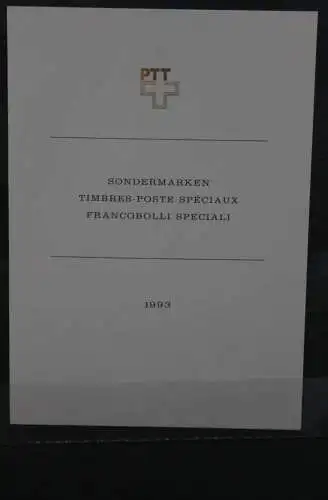 PTT
SONDERMARKEN
TIMBRES-POSTE SPÉCIAUX
FRANCOBOLLI SPECIALI
1993